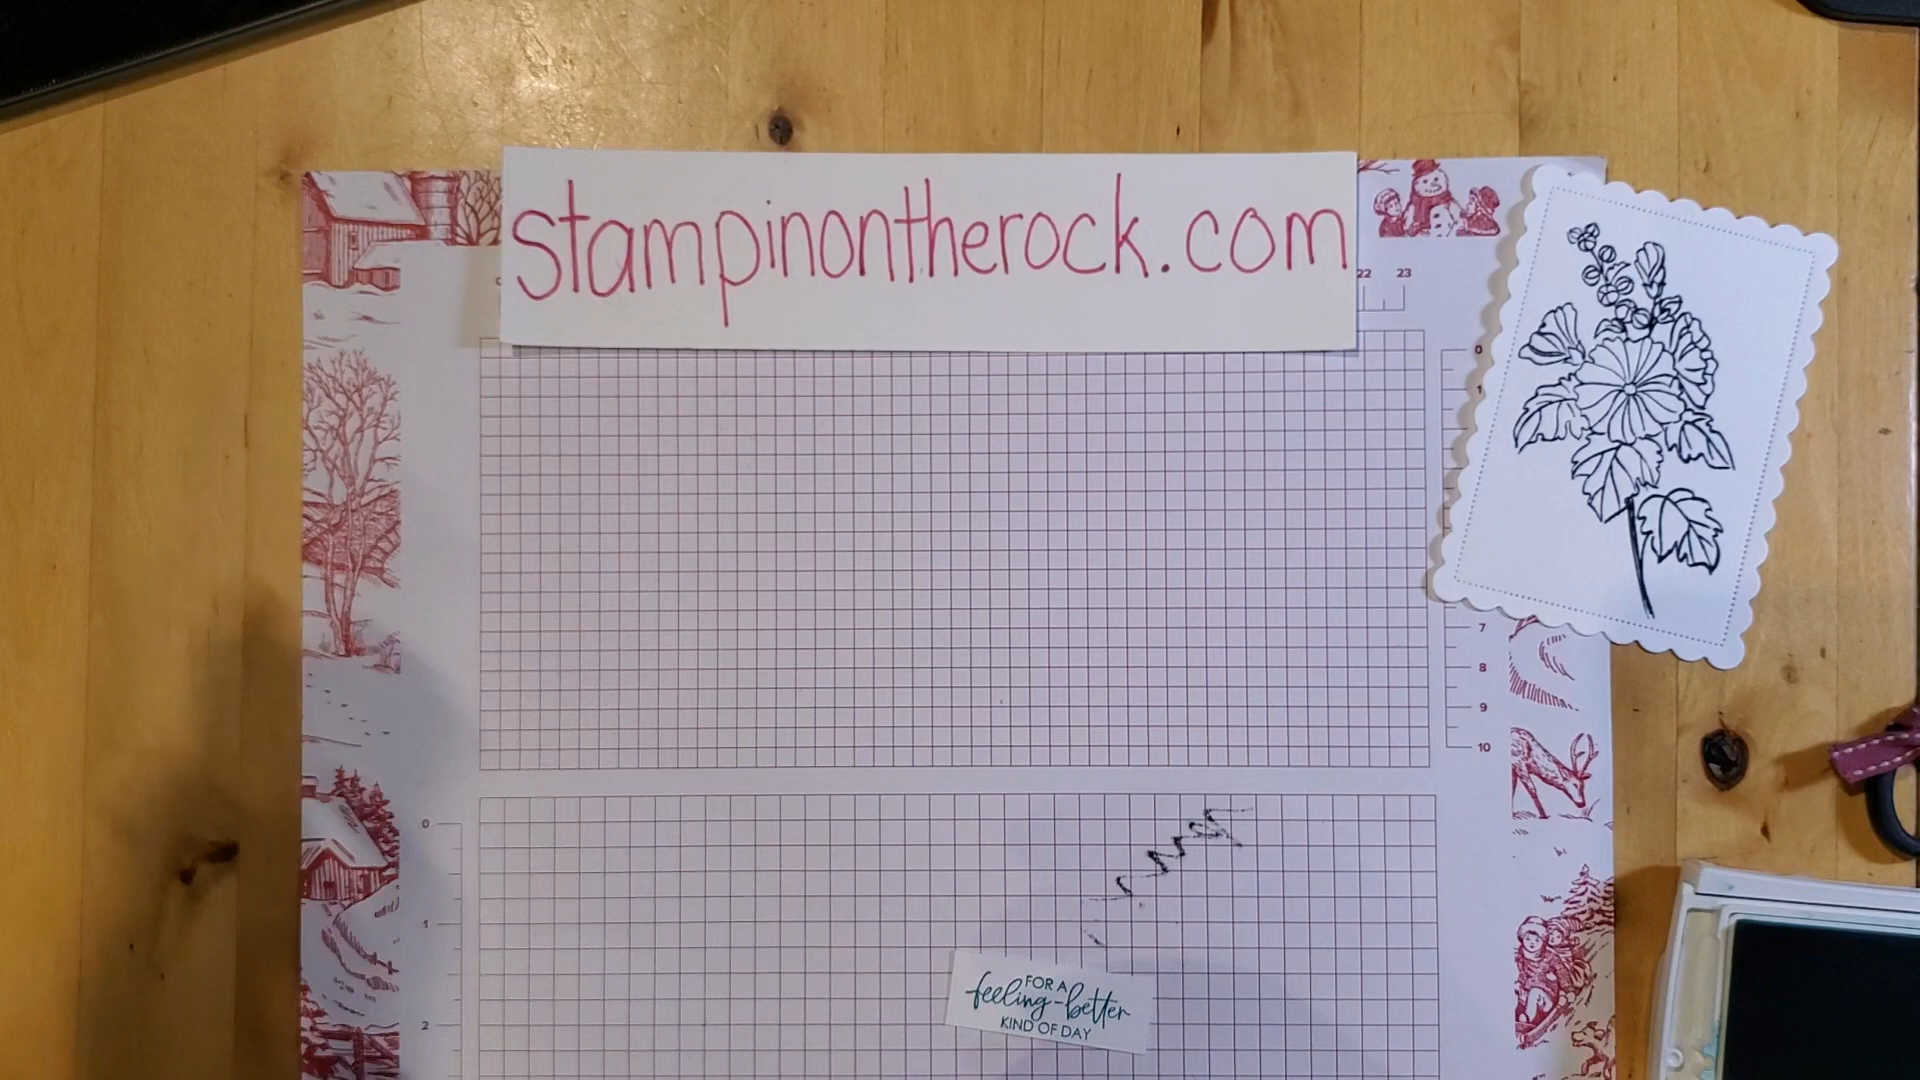 stampinontherock.com
22 23
0
1
7
8
9
10
0
1
2
FOR A
feeling-better
KIND OF DAY